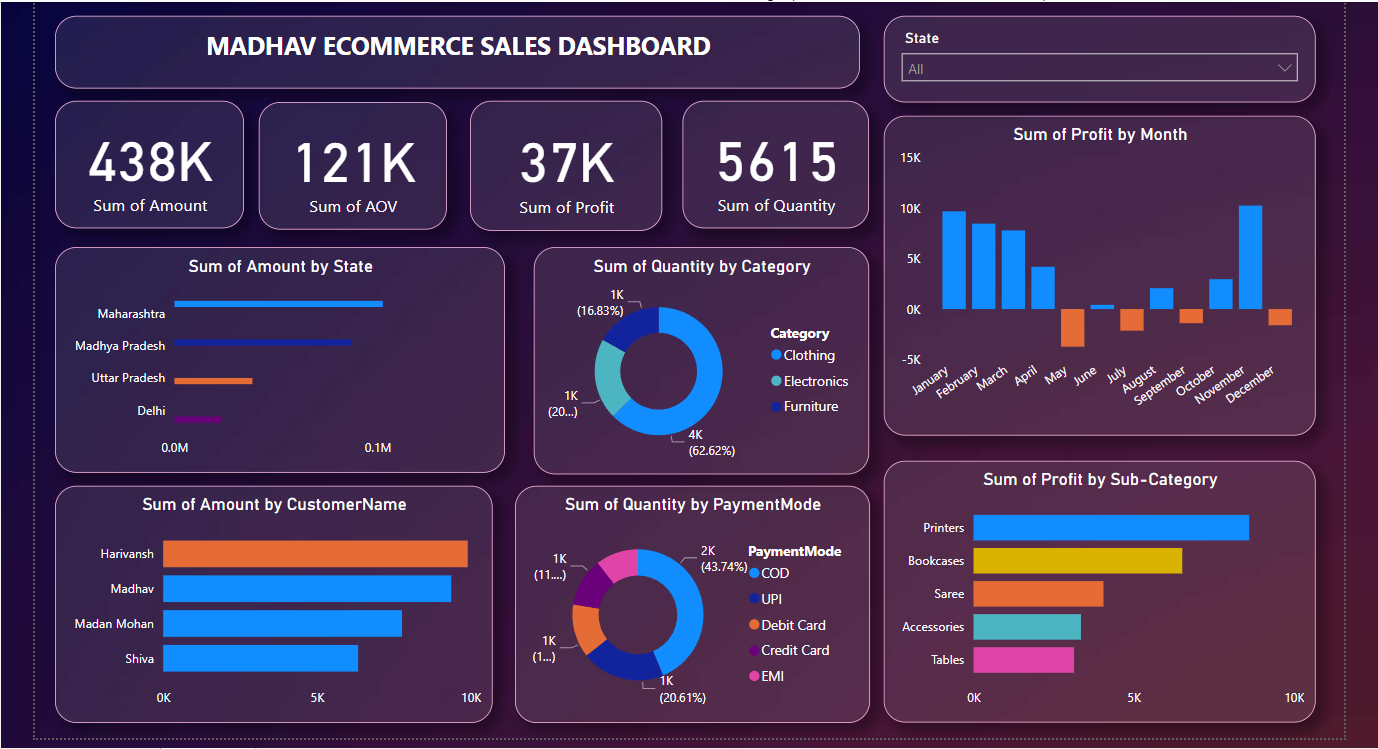 MADHAV ECOMMERCE SALES DASHBOARD
State
All
438K
Sum of Amount
121K
Sum of AOV
37K
Sum of Profit
5615
Sum of Quantity
Sum of Profit by Month
15K
10K
5K
0K
-5K
January
February
March
April
May
June
July
August
September
October
November
December
Sum of Amount by State
Maharashtra
Madhya Pradesh
Uttar Pradesh
Delhi
0.0M
0.1M
Sum of Quantity by Category
1K
(16.83%)
1K
(20...)
4K
(62.62%)
Category
Clothing
Electronics
Furniture
Sum of Amount by CustomerName
Harivansh
Madhav
Madan Mohan
Shiva
0K
5K
10K
Sum of Quantity by PaymentMode
2K
(43.74%)
1K
(11....)
1K
(1...)
1K
(20.61%)
PaymentMode
COD
UPI
Debit Card
Credit Card
EMI
Sum of Profit by Sub-Category
Printers
Bookcases
Saree
Accessories
Tables
0K
5K
10K